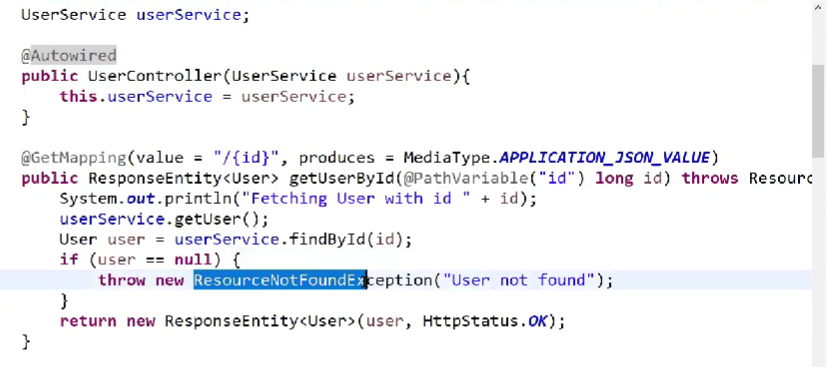 UserService userService;
@Autowired
public UserController(UserService userService){
this.userService = userService;
}
@GetMapping(value = "/{id}", produces = MediaType.APPLICATION_JSON_VALUE)
public ResponseEntity<User> getUserById(@PathVariable("id") long id) throws Resourc
System.out.println("Fetching User with id " + id);
userService.getUser();
User user = userService.findById(id);
if (user == null) {
throw new ResourceNotFoundException("User not found");
}
return new ResponseEntity<User>(user, HttpStatus.OK);
}